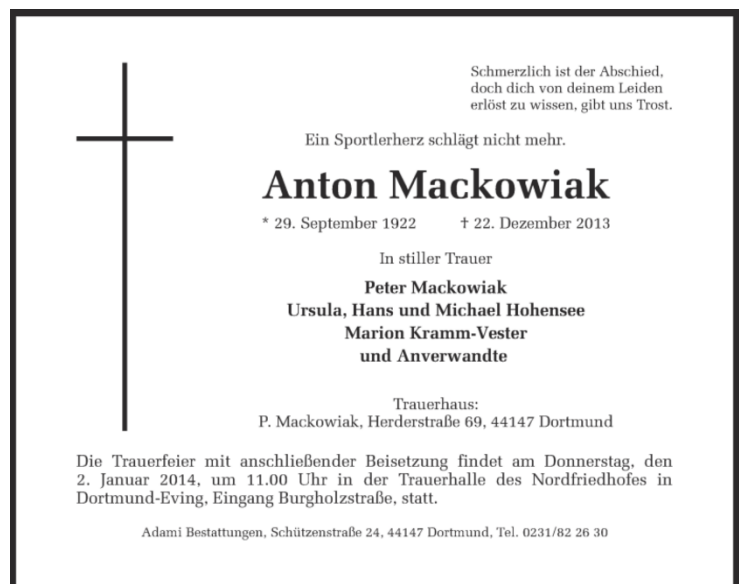 Schmerzlich ist der Abschied,
doch dich von deinem Leiden
erlöst zu wissen, gibt uns Trost.
Ein Sportlerherz schlägt nicht mehr.
Anton Mackowiak
* 29. September 1922 † 22. Dezember 2013
In stiller Trauer
Peter Mackowiak
Ursula, Hans und Michael Hohensee
Marion Kramm-Vester
und Anverwandte
Trauerhaus:
P. Mackowiak, Herderstraße 69, 44147 Dortmund
Die Trauerfeier mit anschließender Beisetzung findet am Donnerstag, den
2. Januar 2014, um 11.00 Uhr in der Trauerhalle des Nordfriedhofes in
Dortmund-Eving, Eingang Burgholzstraße, statt.
Adami Bestattungen, Schützenstraße 24, 44147 Dortmund, Tel. 0231/82 26 30